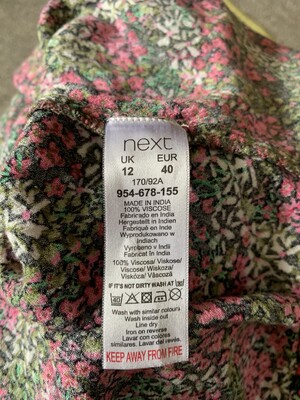 next
UK EUR
12 40
170/92A
954-678-155
MADE IN INDIA
100% VISCOSE
Fabricado en India
Hergestellt in Indien
Fabriqué en Inde
Wyprodukowano w
Indiach
Vyrobeno v Indii
Fabricat în India
100% Viscosa/ Viskose/
Viscose/ Wiskoza/
Viskóza/ Vâscoză
IF IT'S NOT DIRTY WASH AT 30
40
Wash with similar colours
Wash inside out
Line dry
Iron on reverse
Lavar con colores
similares. Lavar del revés
KEEP AWAY FROM FIRE